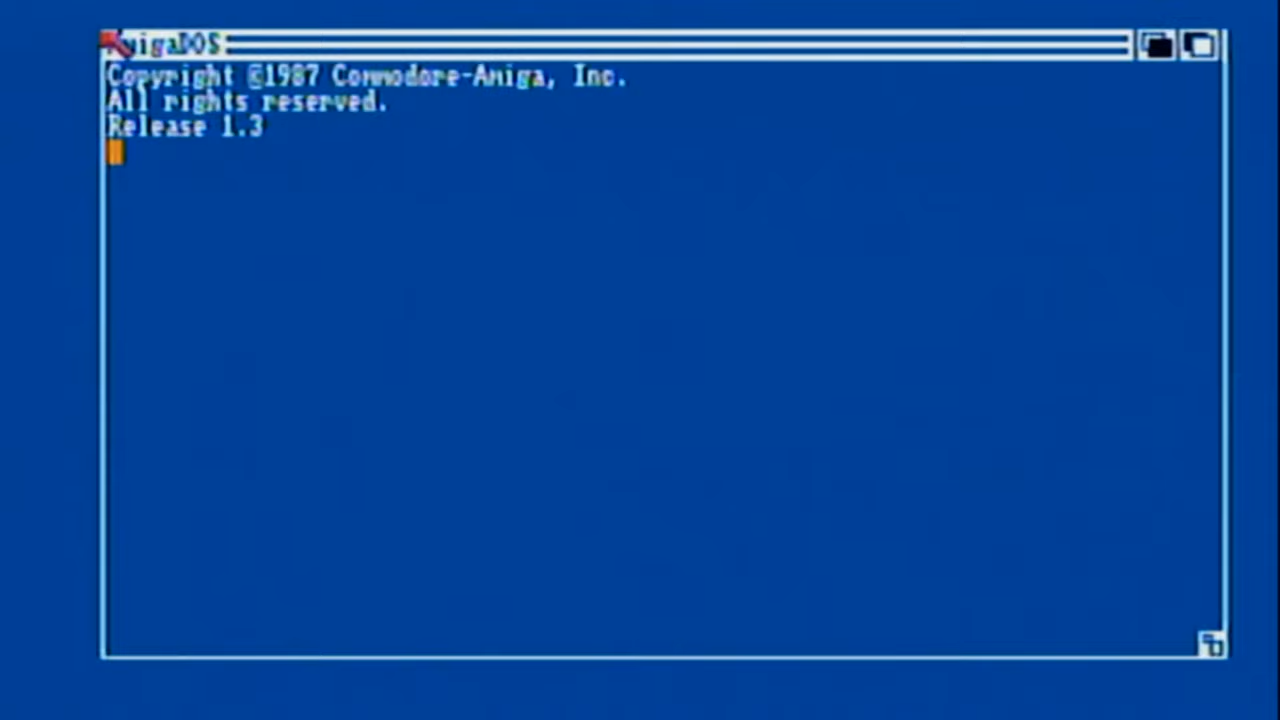 AmigaDOS
Copyright ©1987 Commodore-Amiga, Inc.
All rights reserved.
Release 1.3